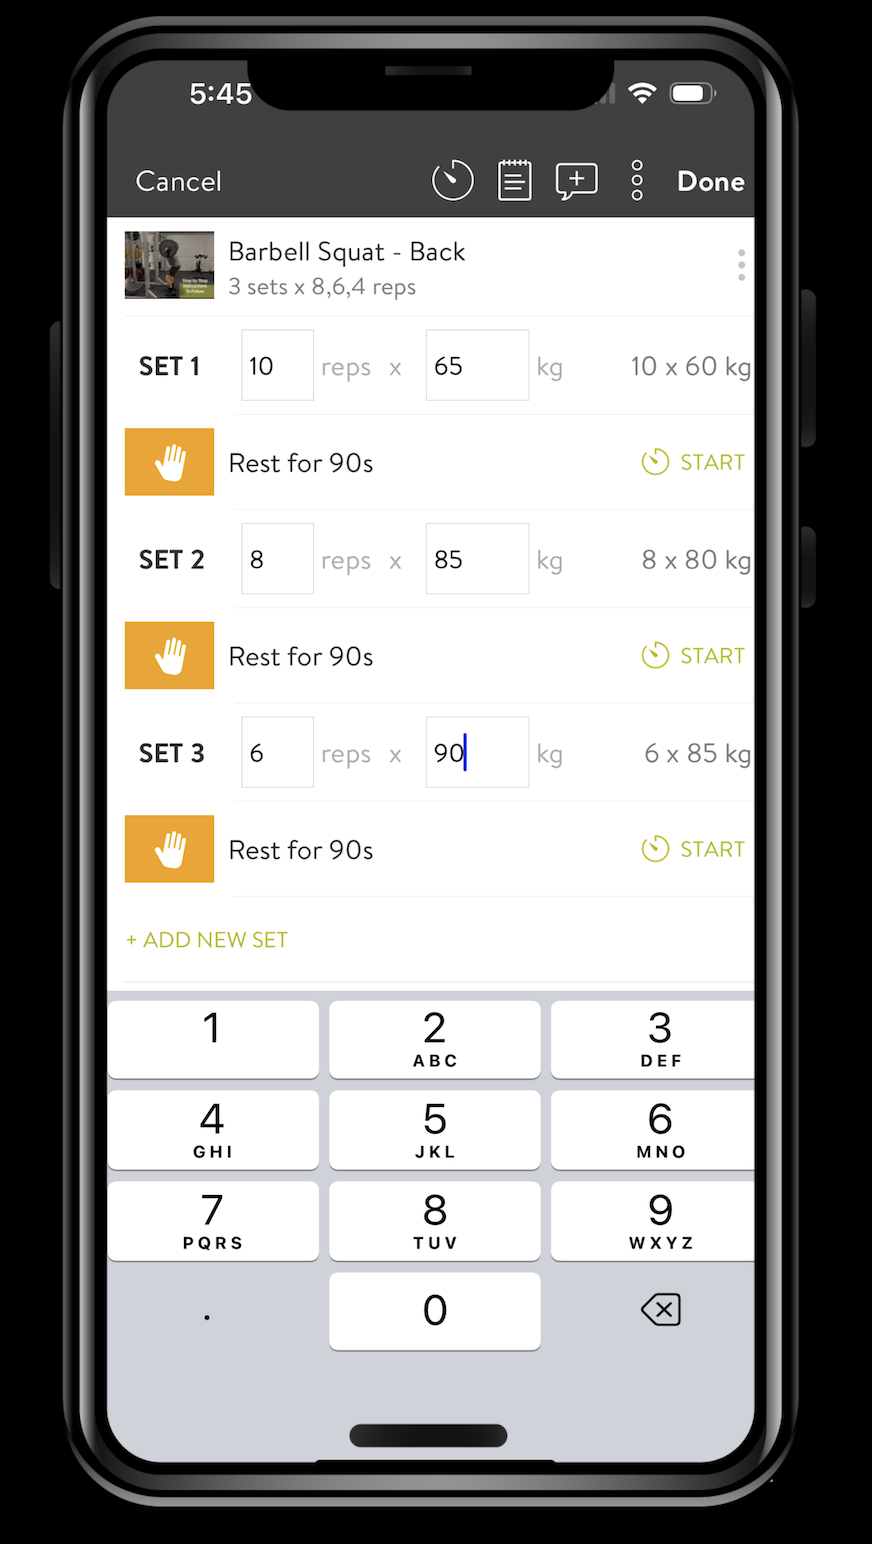 5:45
Cancel Done
Barbell Squat - Back
3 sets x 8,6,4 reps
SET 1 10 reps x 65 kg 10 x 60 kg
Rest for 90s START
SET 2 8 reps x 85 kg 8 x 80 kg
Rest for 90s START
SET 3 6 reps x 90 kg 6 x 85 kg
Rest for 90s START
+ ADD NEW SET
1 2 3
ABC DEF
4 5 6
GHI JKL MNO
7 8 9
PQRS TUV WXYZ
. 0